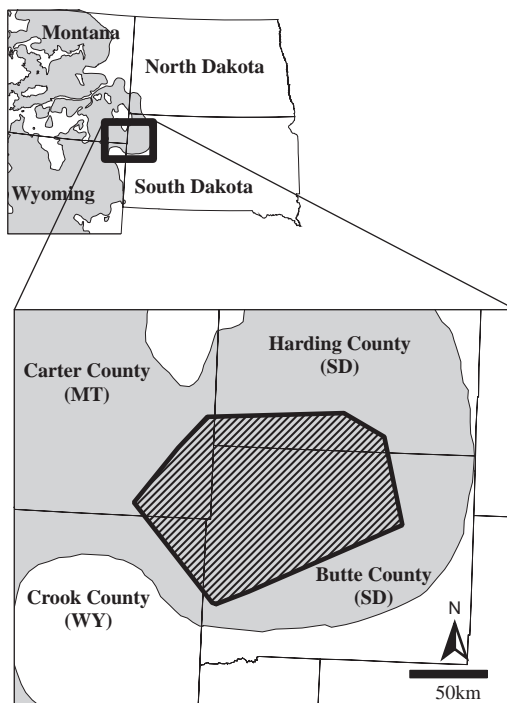 Montana
North Dakota
Wyoming
South Dakota
Harding County
(SD)
Carter County
(MT)
Butte County
(SD)
Crook County
(WY)
N
50km